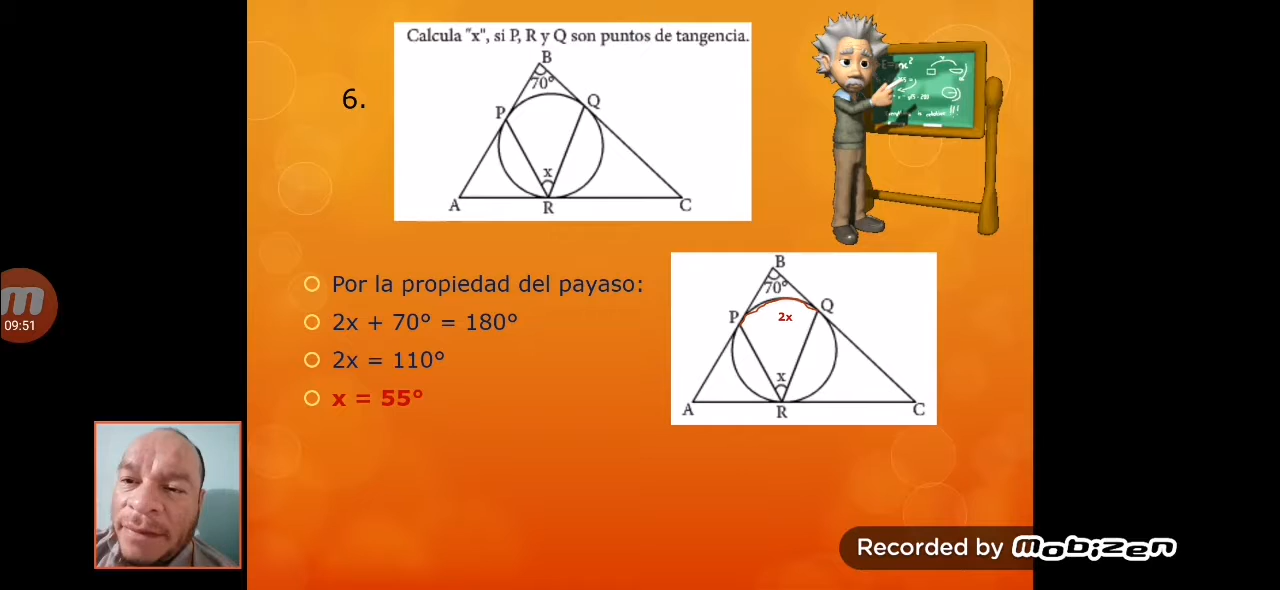 Calcula "x", si P, R y Q son puntos de tangencia.
6.
B
70°
P
Q
x
A
R
C
Por la propiedad del payaso:
2x + 70° = 180°
2x = 110°
x = 55°
B
70°
P
Q
2x
x
A
R
C
09:51
Recorded by Mobizen